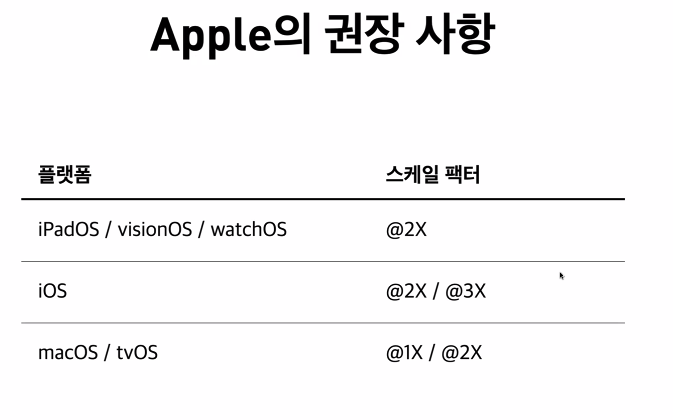 Apple의 권장 사항
플랫폼 스케일 팩터
iPadOS / visionOS / watchOS @2X
iOS @2X / @3X
macOS / tvOS @1X / @2X